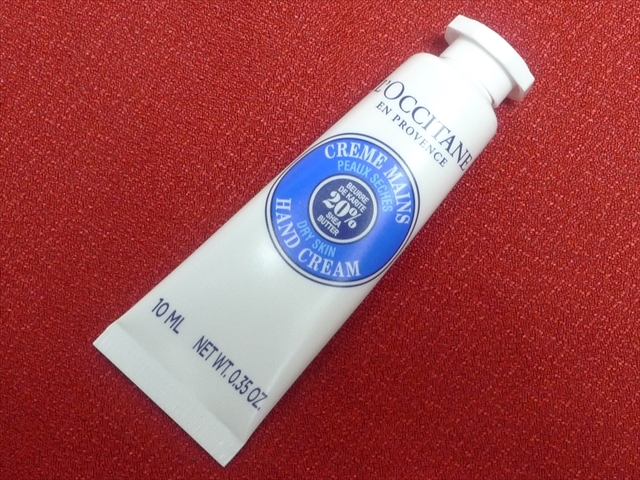 L'OCCITANE
EN PROVENCE
CREME MAINS
PEAUX SECHES
BEURRE
DE KARITE
20%
SHEA
BUTTER
DRY SKIN
HAND CREAM
10 ML
NET WT. 0.35 OZ.